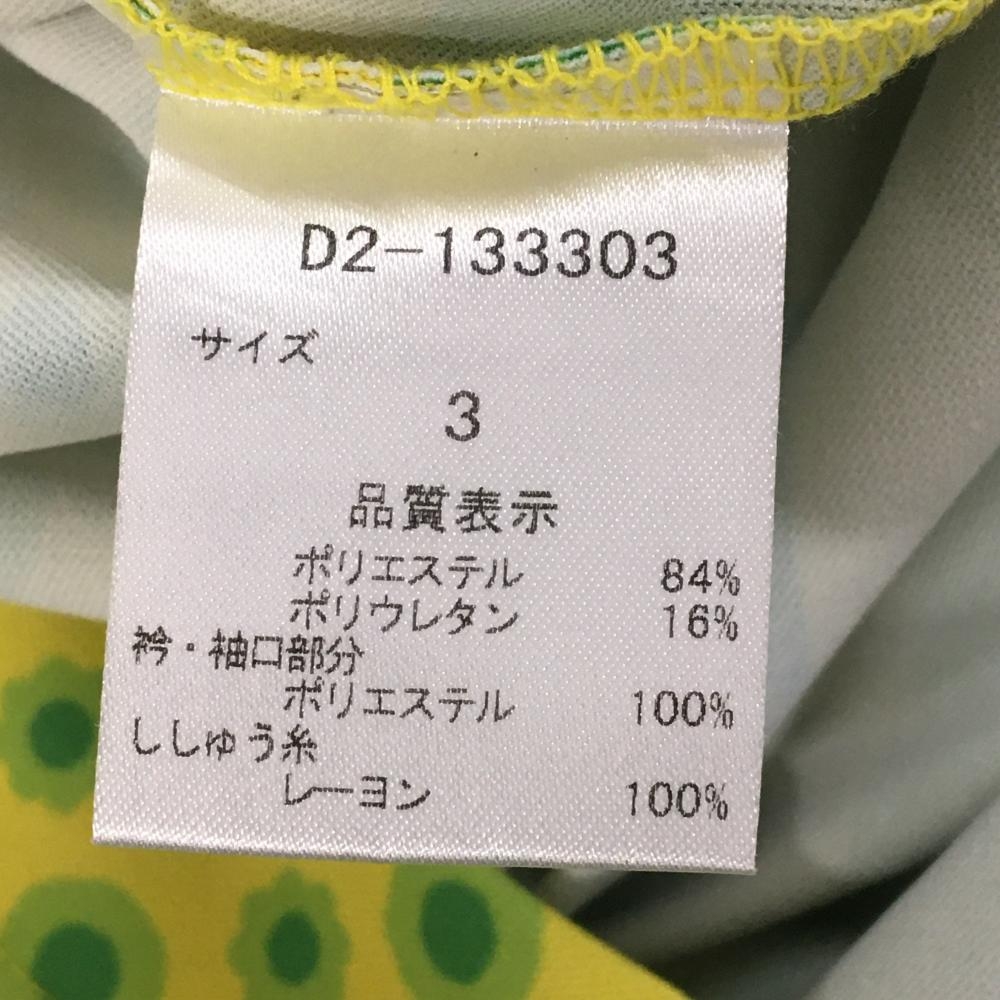 D2-133303
サイズ
3
品質表示
ポリエステル 84%
ポリウレタン 16%
衿・袖口部分
ポリエステル 100%
ししゅう糸
レーヨン 100%